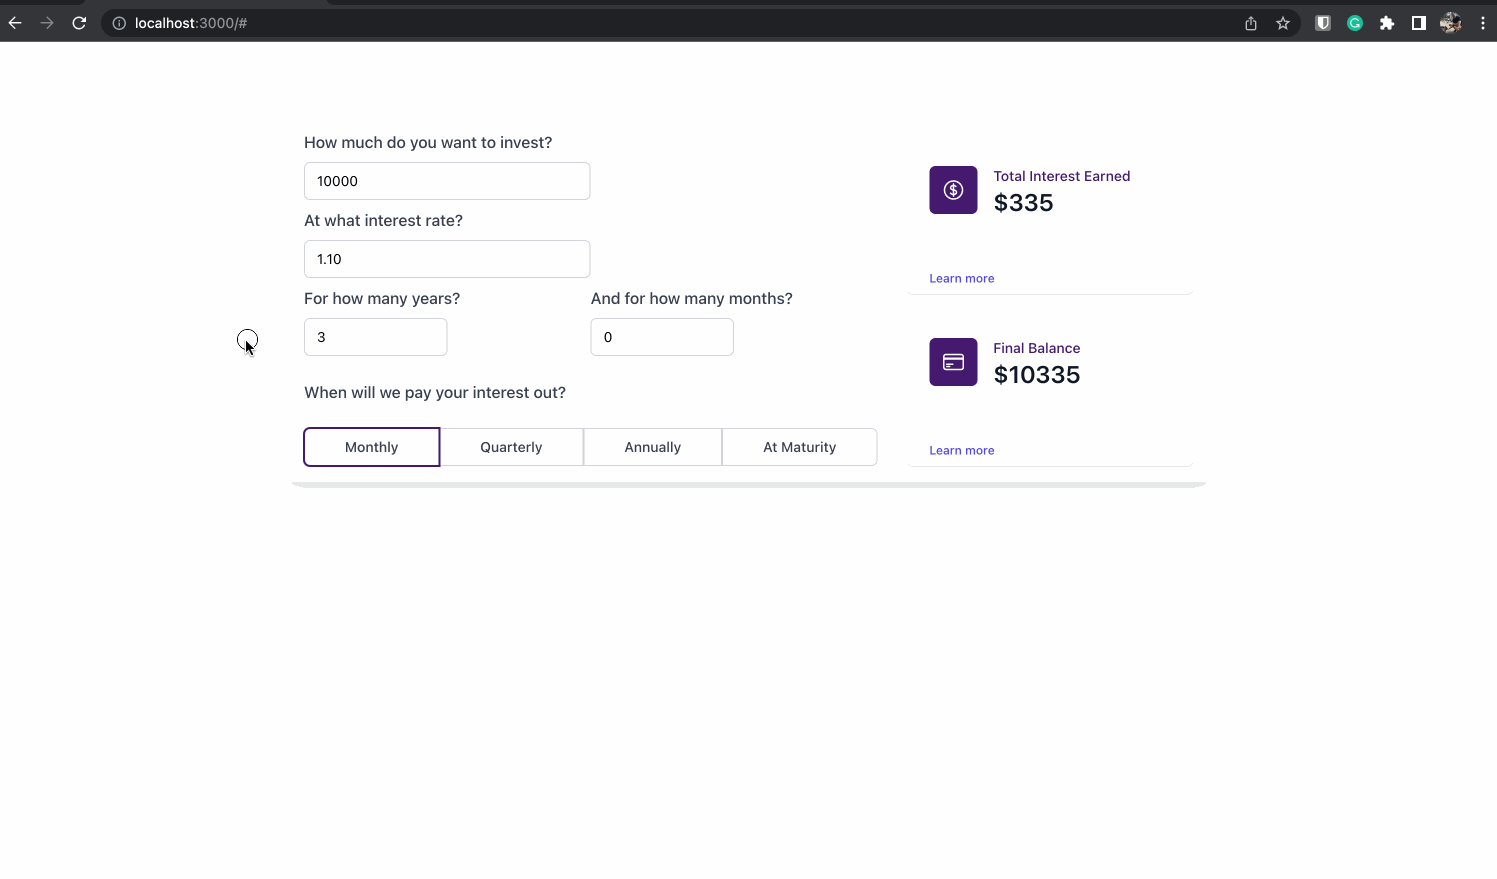 localhost:3000/#
How much do you want to invest?
10000
At what interest rate?
1.10
For how many years?
And for how many months?
3
0
When will we pay your interest out?
Monthly
Quarterly
Annually
At Maturity
Total Interest Earned
$335
Learn more
Final Balance
$10335
Learn more